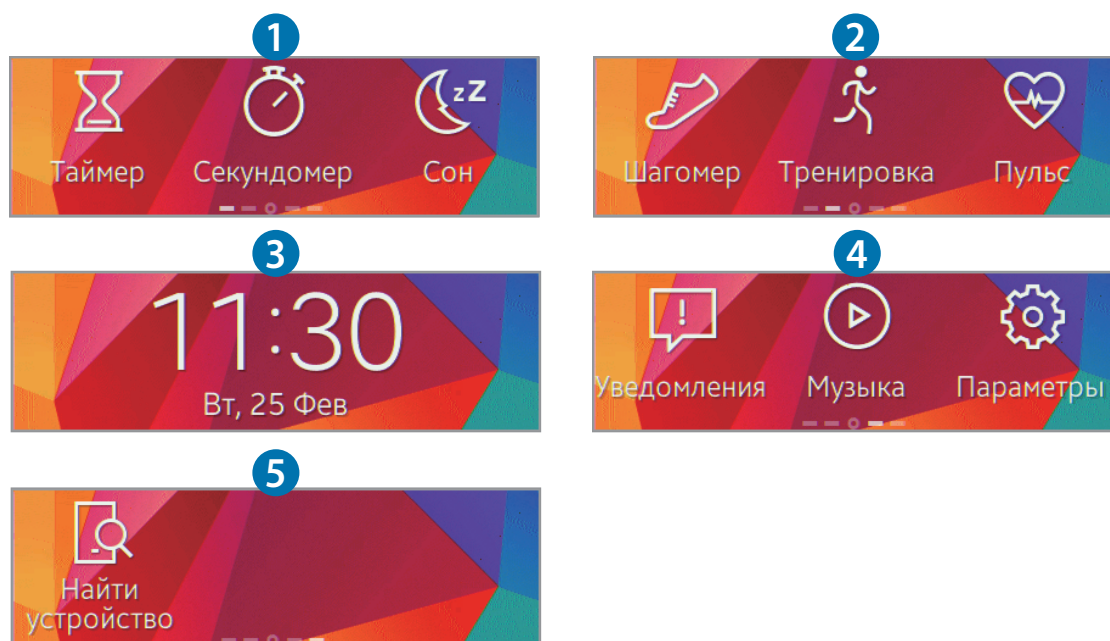 1
Таймер Секундомер Сон
zZ
2
Шагомер Тренировка Пульс
3
11:30
Вт, 25 Фев
4
Уведомления Музыка Параметры
5
Найти
устройство